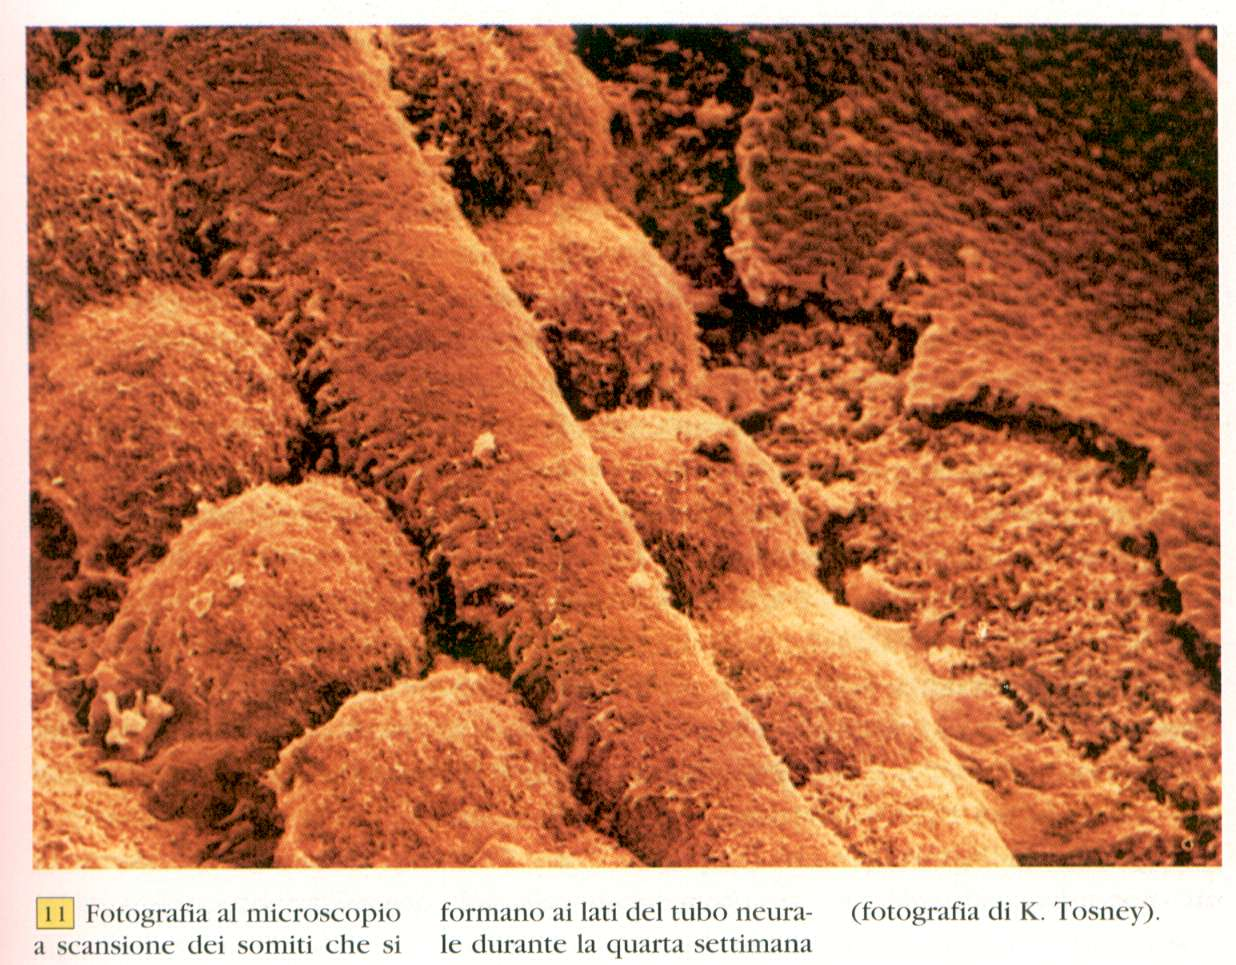 11 Fotografia al microscopio
a scansione dei somiti che si
formano ai lati del tubo neura-
le durante la quarta settimana
(fotografia di K. Tosney).